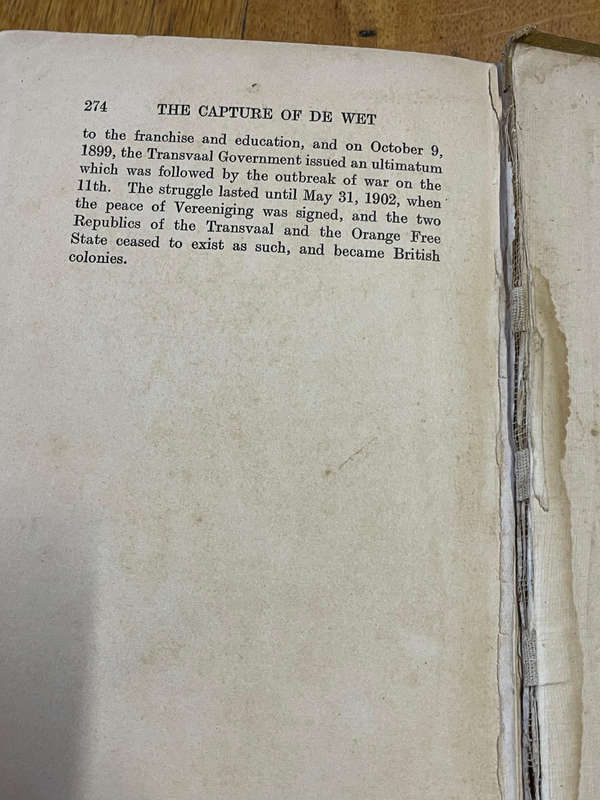 274 THE CAPTURE OF DE WET
to the franchise and education, and on October 9,
1899, the Transvaal Government issued an ultimatum
which was followed by the outbreak of war on the
11th. The struggle lasted until May 31, 1902, when
the peace of Vereeniging was signed, and the two
Republics of the Transvaal and the Orange Free
State ceased to exist as such, and became British
colonies.